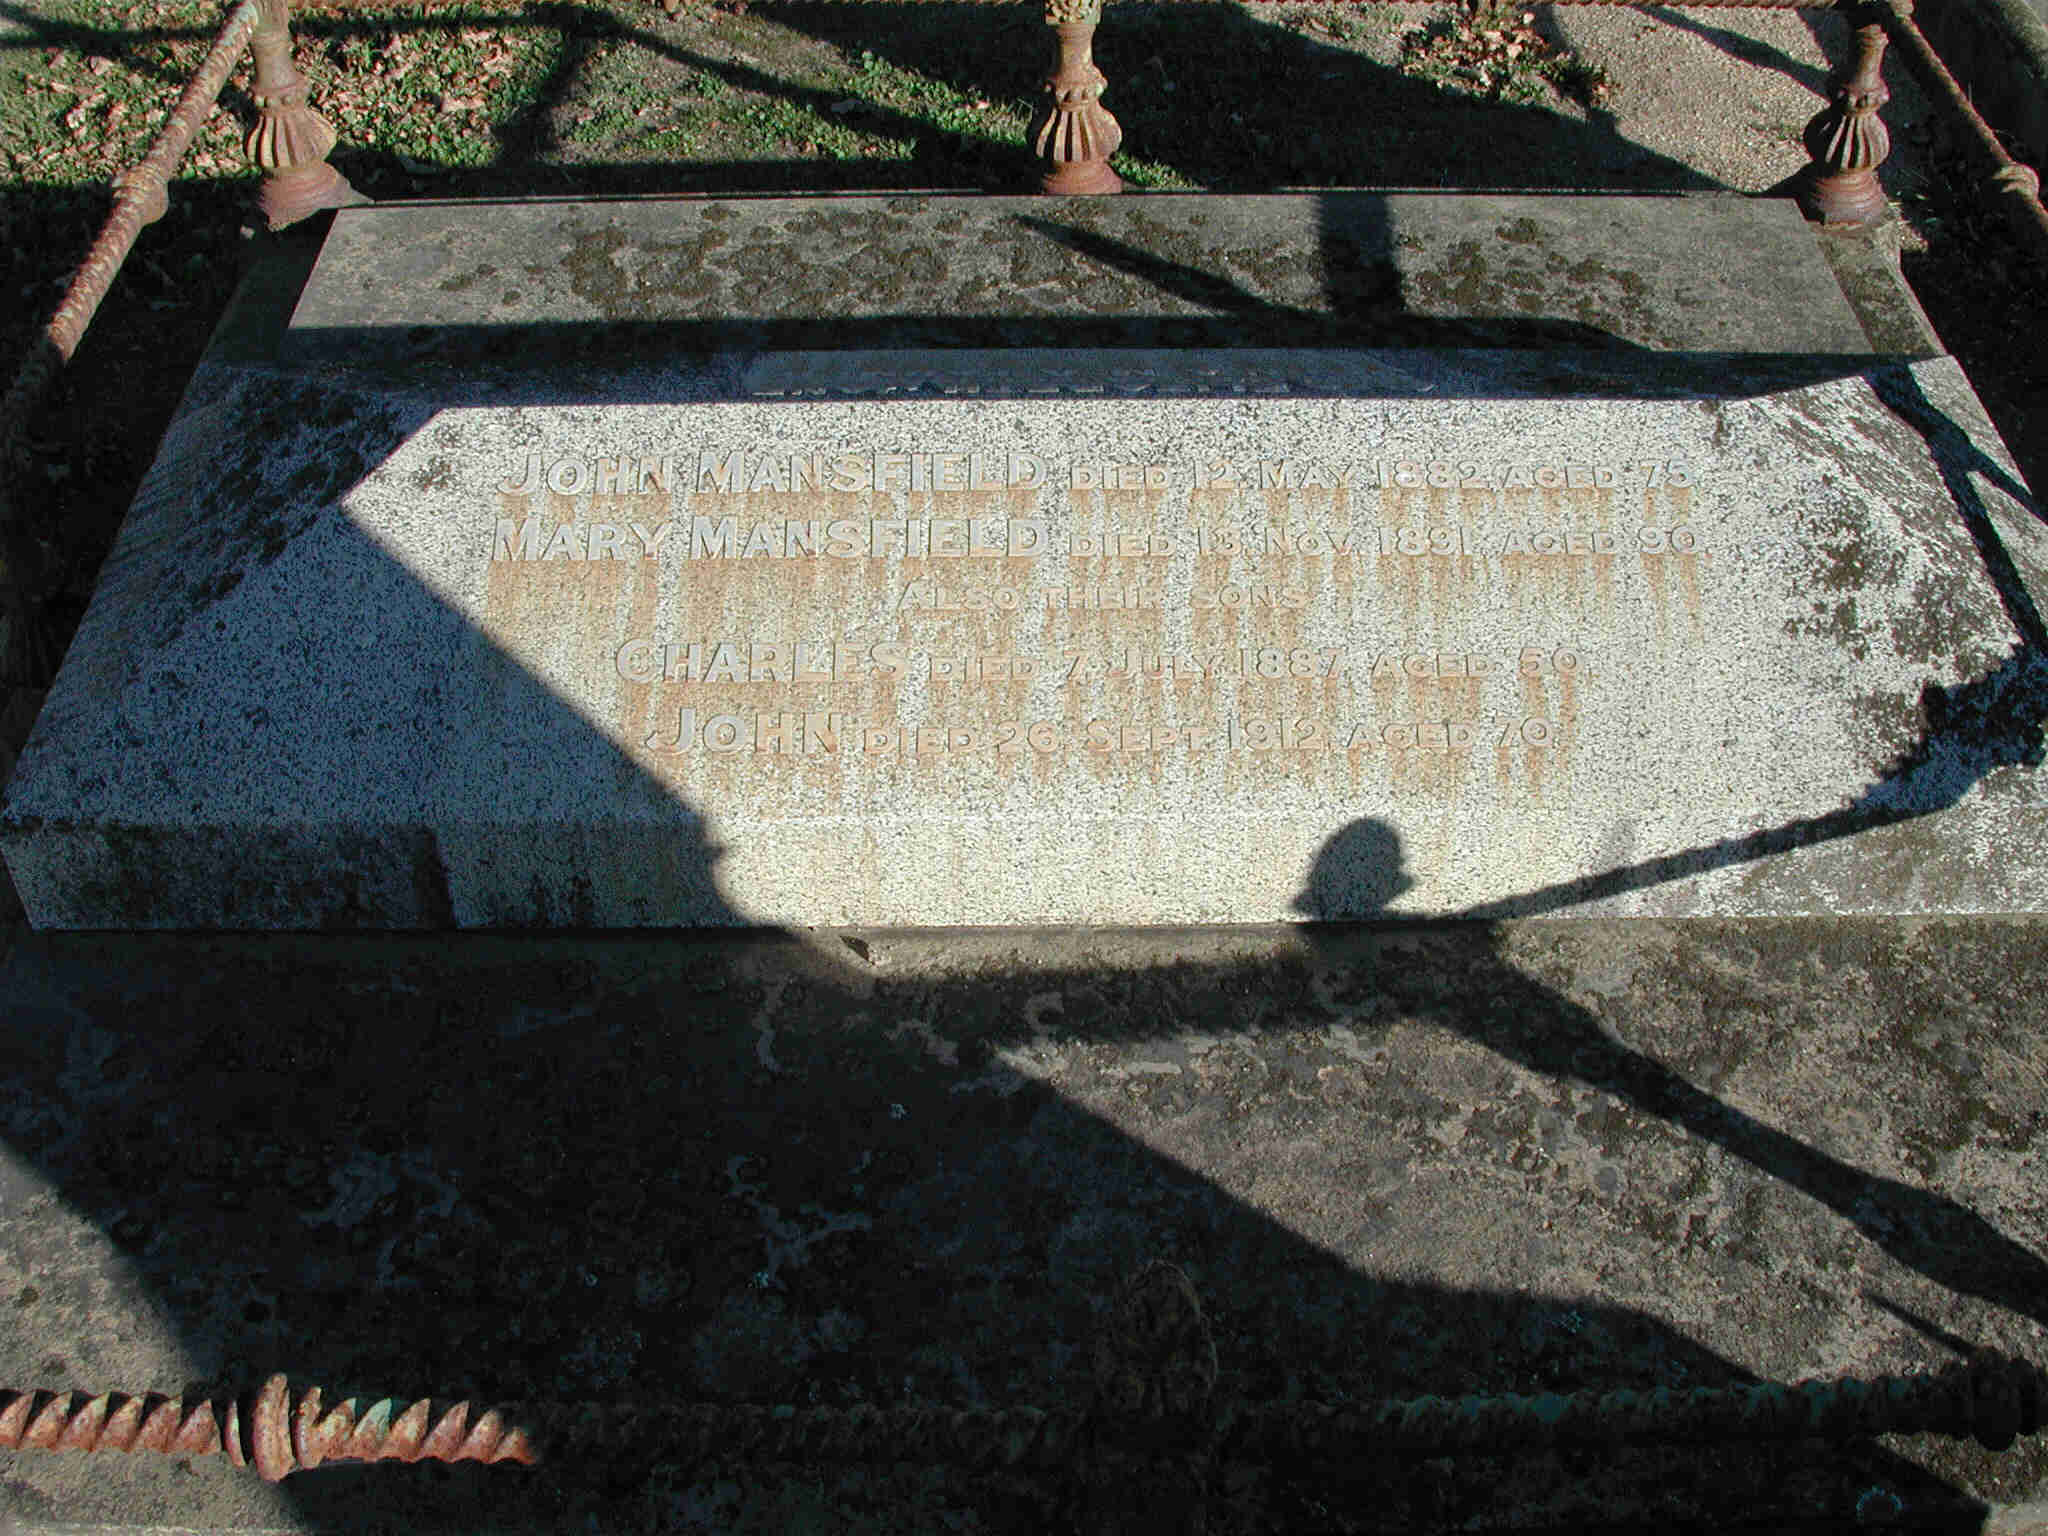 JOHN MANSFIELD DIED 12. MAY 1882, AGED 75.
MARY MANSFIELD DIED 13. NOV. 1891, AGED 90.
ALSO THEIR SONS
CHARLES DIED 7. JULY 1887, AGED 50.
JOHN DIED 26. SEPT. 1912, AGED 70.